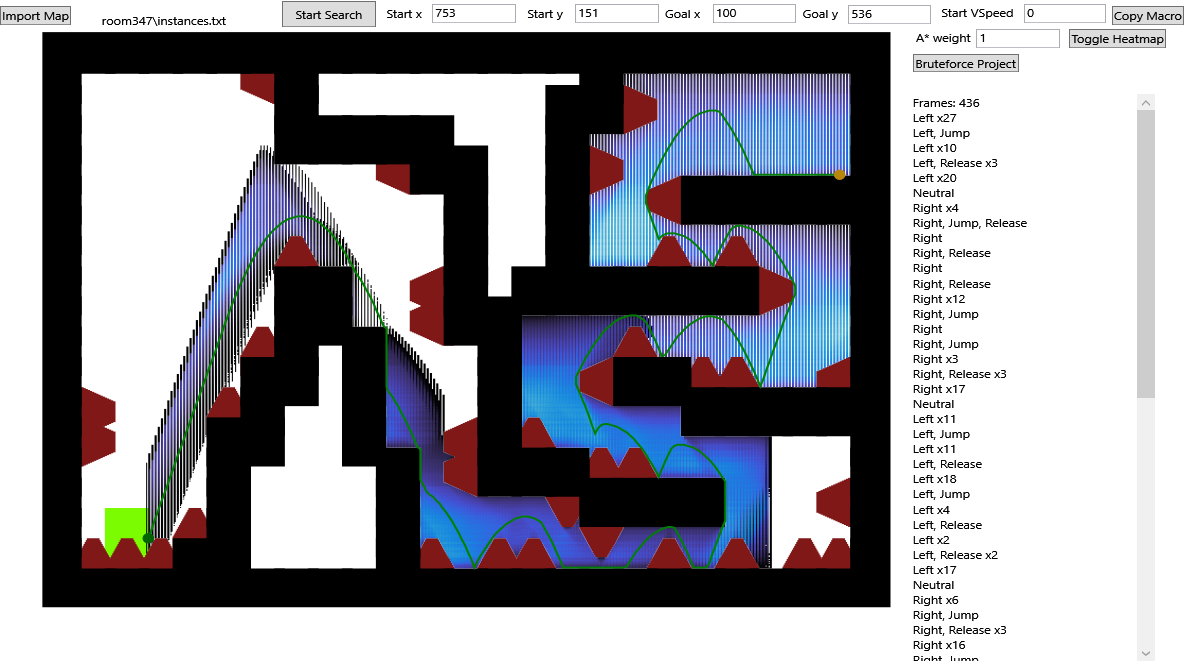 Import Map
room347\instances.txt
Start Search
Start x 753
Start y 151
Goal x 100
Goal y 536
Start VSpeed 0
Copy Macro
A* weight 1
Toggle Heatmap
Bruteforce Project
Frames: 436
Left x27
Left, Jump
Left x10
Left, Release x3
Left x20
Neutral
Right x4
Right, Jump, Release
Right
Right, Release
Right
Right, Release
Right x12
Right, Jump
Right
Right, Jump
Right x3
Right, Release x3
Right x17
Neutral
Left x11
Left, Jump
Left x11
Left, Release
Left x18
Left, Jump
Left x4
Left, Release
Left x2
Left, Release x2
Left x17
Neutral
Right x6
Right, Jump
Right, Release x3
Right x16
Right, Jump